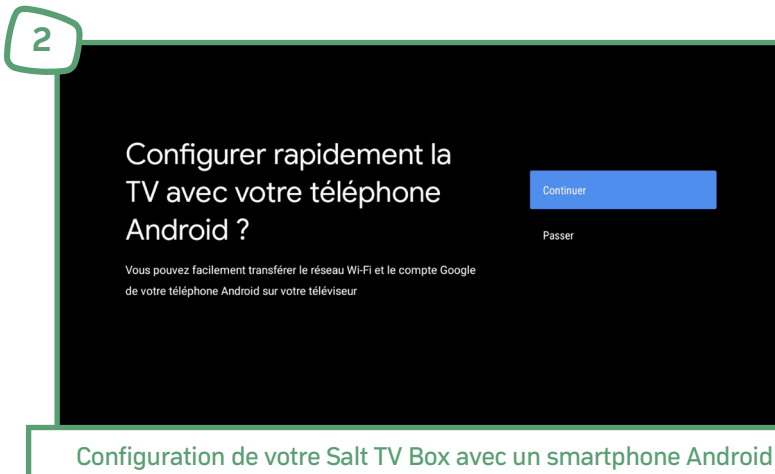 2
Configurer rapidement la
TV avec votre téléphone
Android ?
Vous pouvez facilement transférer le réseau Wi-Fi et le compte Google
de votre téléphone Android sur votre téléviseur
Continuer
Passer
Configuration de votre Salt TV Box avec un smartphone Android